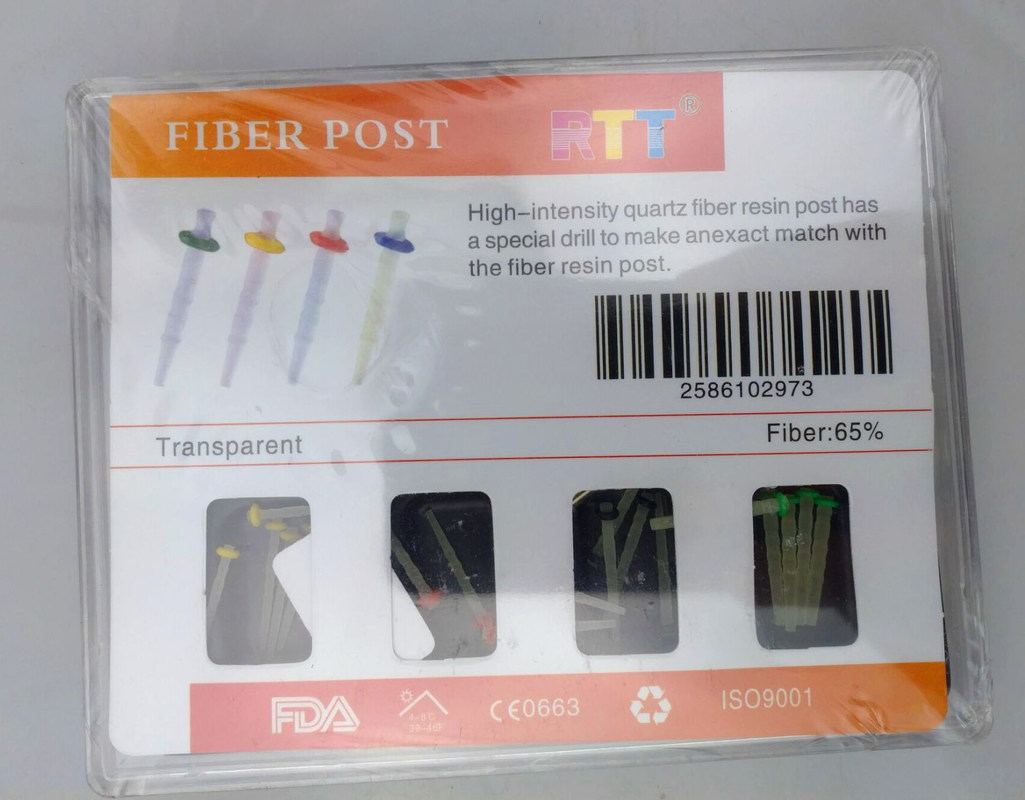 FIBER POST
RTT®
High-intensity quartz fiber resin post has
a special drill to make anexact match with
the fiber resin post.
2586102973
Transparent
Fiber:65%
FDA
CE0663
ISO9001